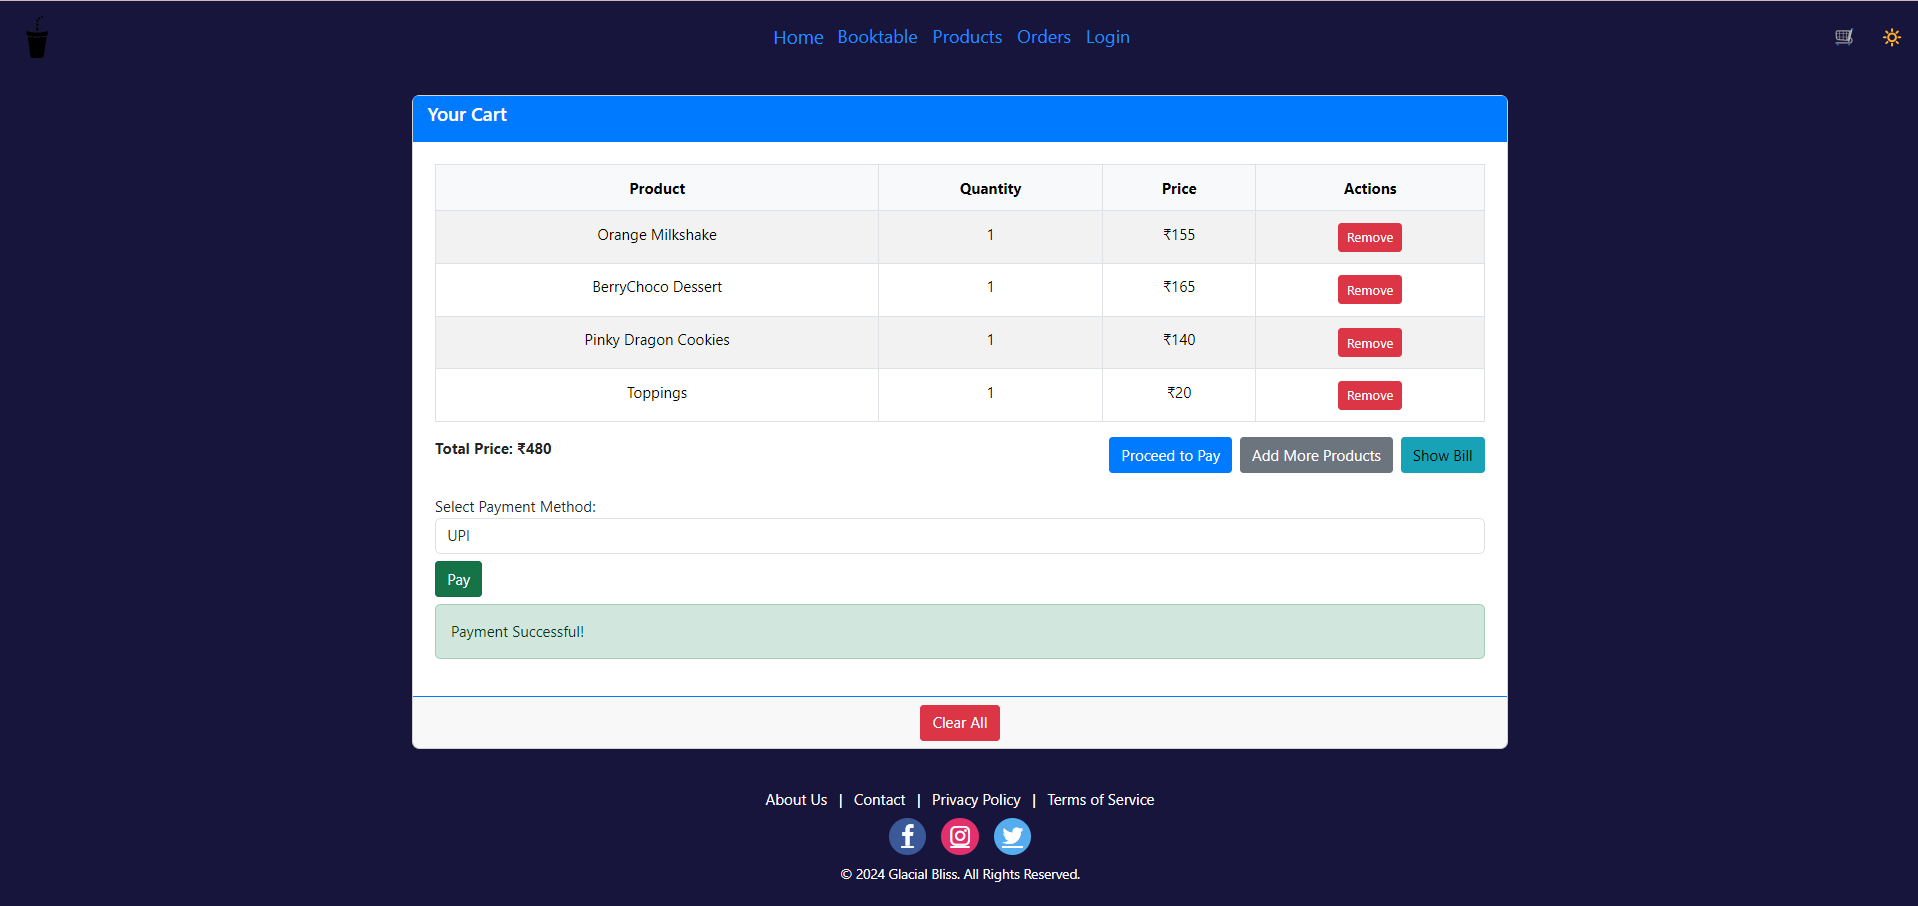 Home Booktable Products Orders Login
Your Cart
Product Quantity Price Actions
Orange Milkshake 1 ₹155 Remove
BerryChoco Dessert 1 ₹165 Remove
Pinky Dragon Cookies 1 ₹140 Remove
Toppings 1 ₹20 Remove
Total Price: ₹480 Proceed to Pay Add More Products Show Bill
Select Payment Method:
UPI
Pay
Payment Successful!
Clear All
About Us | Contact | Privacy Policy | Terms of Service
© 2024 Glacial Bliss. All Rights Reserved.